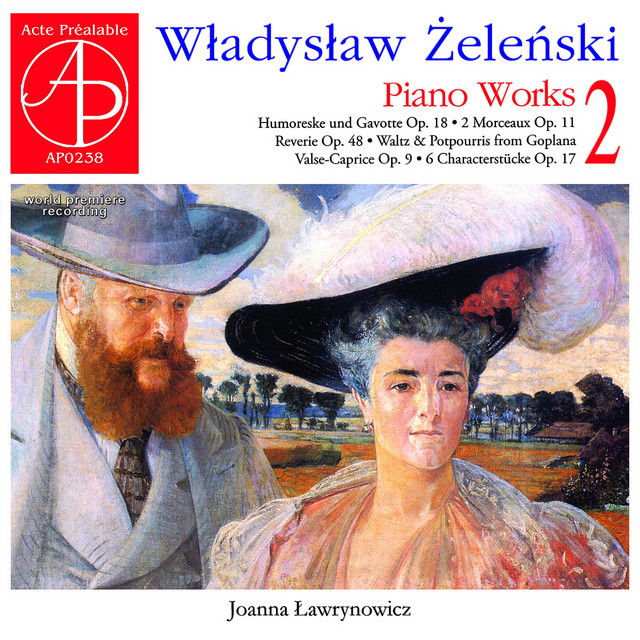 Acte Préalable
AP
AP0238
Władysław Żeleński
Piano Works 2
Humoreske und Gavotte Op. 18 • 2 Morceaux Op. 11
Reverie Op. 48 • Waltz & Potpourris from Goplana
Valse-Caprice Op. 9 • 6 Characterstücke Op. 17
world premiere
recording
Joanna Ławrynowicz